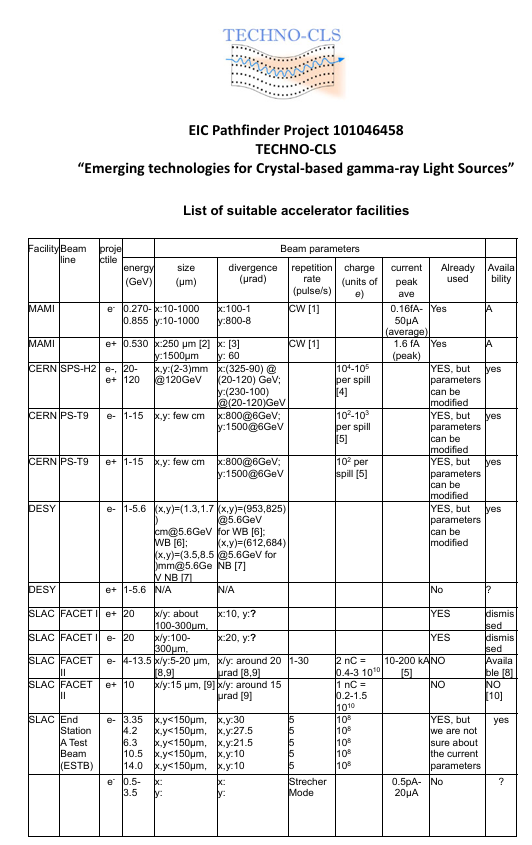 TECHNO-CLS
EIC Pathfinder Project 101046458
TECHNO-CLS
“Emerging technologies for Crystal-based gamma-ray Light Sources”
List of suitable accelerator facilities
Facility Beam line proje ctile Beam parameters
energy (GeV) size (μm) divergence (μrad) repetition rate (pulse/s) charge (units of e) current peak ave Already used Availa bility
MAMI e- 0.270-0.855 x:10-1000 y:10-1000 x:100-1 y:800-8 CW [1] 0.16fA-50μA (average) Yes A
MAMI e+ 0.530 x:250 μm [2] y:1500μm x: [3] y: 60 CW [1] 1.6 fA (peak) Yes A
CERN SPS-H2 e-, e+ 20-120 x,y:(2-3)mm @120GeV x:(325-90) @ (20-120) GeV; y:(230-100) @(20-120)GeV 10⁴-10⁵ per spill [4] YES, but parameters can be modified yes
CERN PS-T9 e- 1-15 x,y: few cm x:800@6GeV; y:1500@6GeV 10²-10³ per spill [5] YES, but parameters can be modified yes
CERN PS-T9 e+ 1-15 x,y: few cm x:800@6GeV; y:1500@6GeV 10² per spill [5] YES, but parameters can be modified yes
DESY e- 1-5.6 (x,y)=(1.3,1.7 ) cm@5.6GeV WB [6]; (x,y)=(3.5,8.5 )mm@5.6Ge V NB [7] (x,y)=(953,825) @5.6GeV for WB [6]; (x,y)=(612,684) @5.6GeV for NB [7] YES, but parameters can be modified yes
DESY e+ 1-5.6 N/A N/A No ?
SLAC FACET I e+ 20 x/y: about 100-300μm, x:10, y:? YES dismis sed
SLAC FACET I e- 20 x/y:100-300μm, x:20, y:? YES dismis sed
SLAC FACET II e- 4-13.5 x/y:5-20 μm, [8,9] x/y: around 20 μrad [8,9] 1-30 2 nC = 0.4-3 10¹⁰ 10-200 kA [5] NO Availa ble [8]
SLAC FACET II e+ 10 x/y:15 μm, [9] x/y: around 15 μrad [9] 1 nC = 0.2-1.5 10¹⁰ NO NO [10]
SLAC End Station A Test Beam (ESTB) e- 3.35 4.2 6.3 10.5 14.0 x,y<150μm, x,y<150μm, x,y<150μm, x,y<150μm, x,y<150μm, x,y:30 x,y:27.5 x,y:21.5 x,y:10 x,y:10 5 5 5 5 5 10⁸ 10⁸ 10⁸ 10⁸ 10⁸ YES, but we are not sure about the current parameters yes
e- 0.5-3.5 x: y: x: y: Strecher Mode 0.5pA-20μA No ?